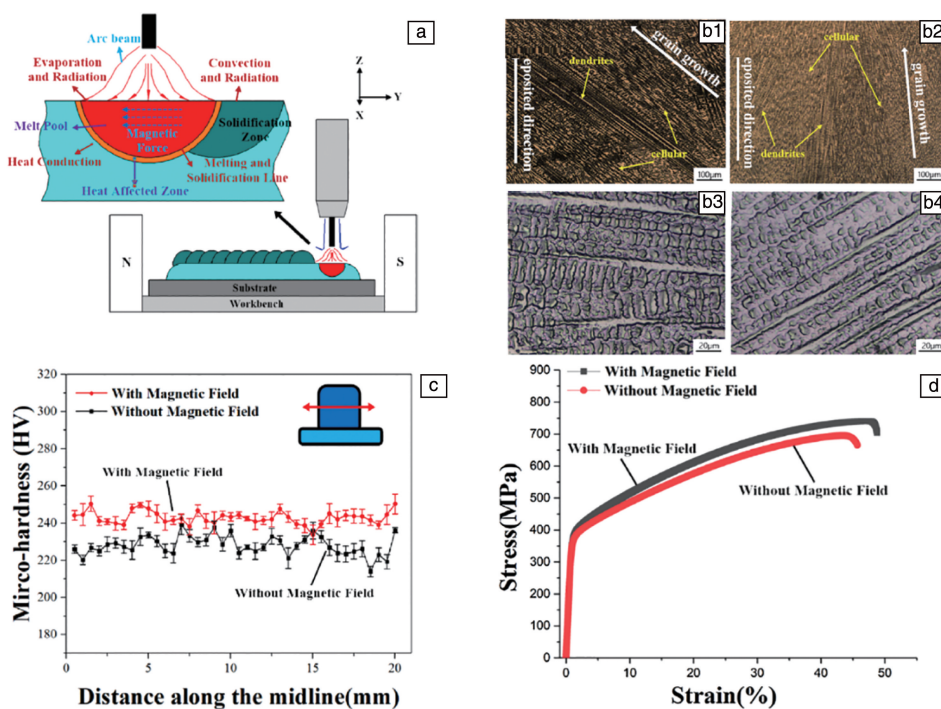 a
Arc beam
Evaporation
and Radiation
Convection
and Radiation
Z
Y
X
Melt Pool
Magnetic
Force
Solidification
Zone
Heat Conduction
Melting and
Solidification Line
Heat Affected Zone
N
S
Substrate
Workbench
b1
dendrites
grain growth
eposited direction
cellular
100μm
b2
cellular
grain growth
eposited direction
dendrites
100μm
b3
20μm
b4
20μm
c
320
300
280
260
240
220
200
180
170
With Magnetic Field
Without Magnetic Field
With Magnetic Field
Without Magnetic Field
0
5
10
15
20
Mirco-hardness (HV)
Distance along the midline(mm)
d
900
800
700
600
500
400
300
200
100
000
With Magnetic Field
Without Magnetic Field
With Magnetic Field
Without Magnetic Field
0
10
20
30
40
50
60
Stress(MPa)
Strain(%)